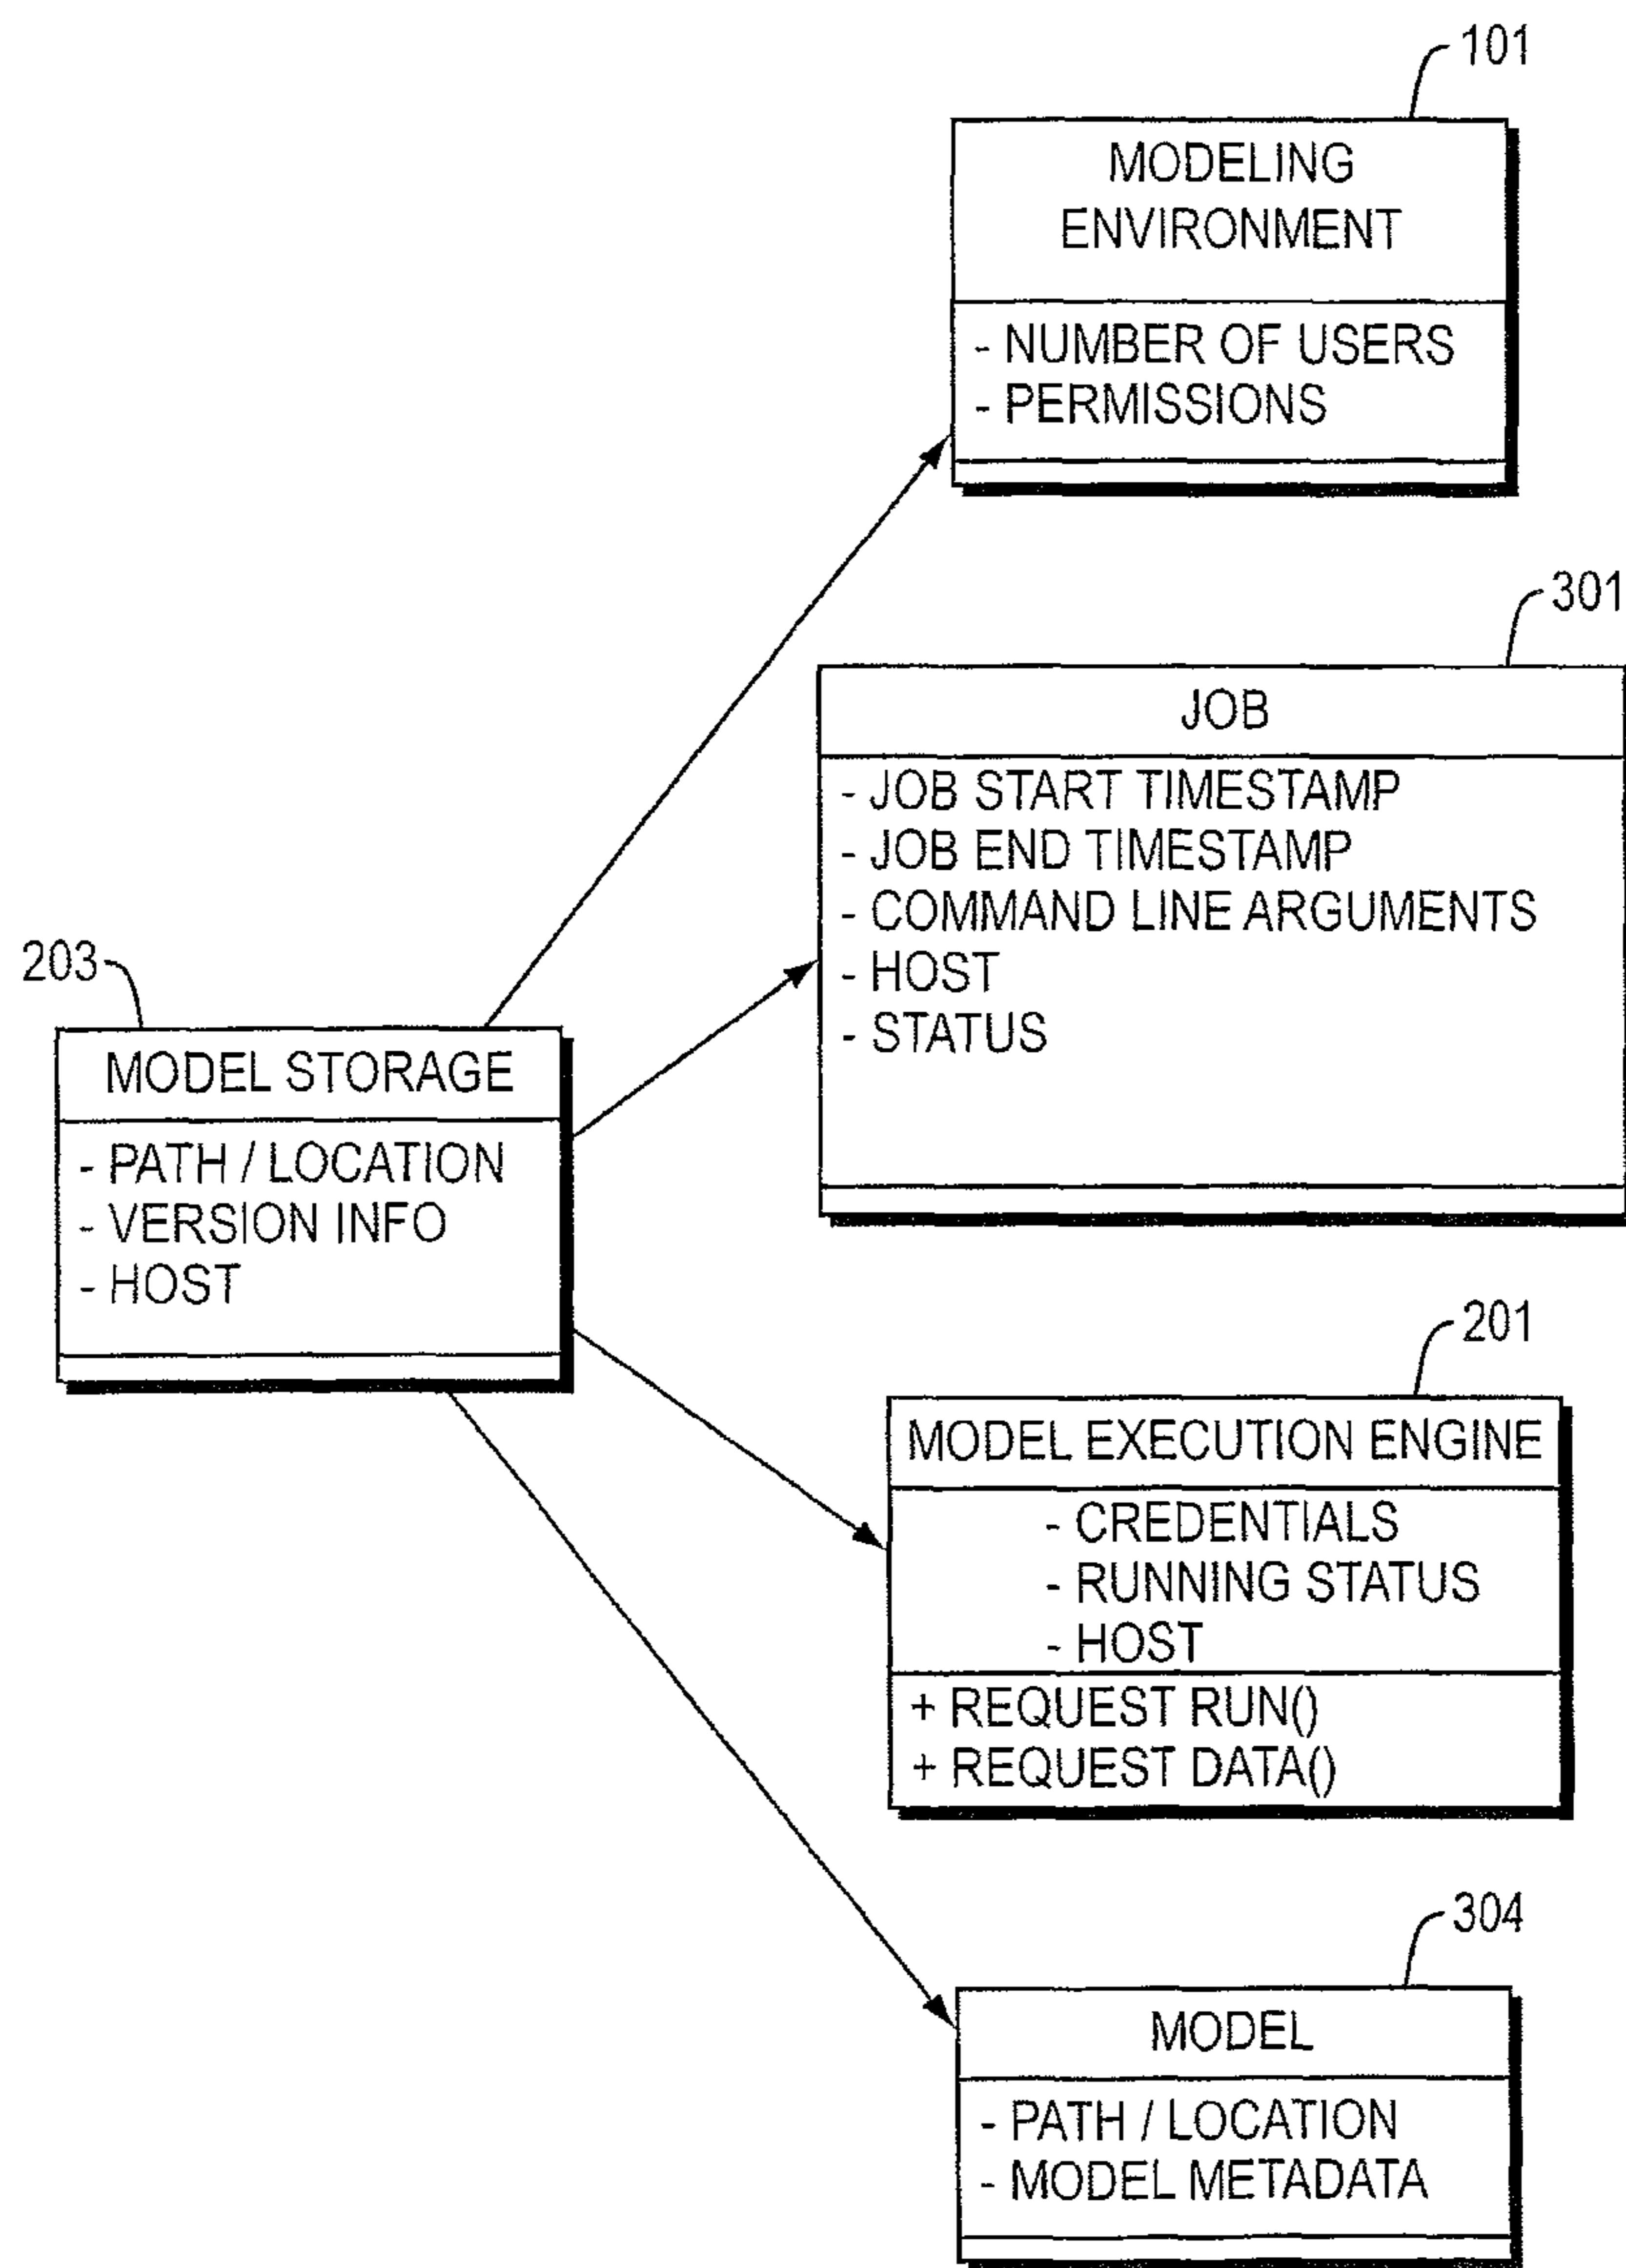 101
MODELING
ENVIRONMENT
- NUMBER OF USERS
- PERMISSIONS
301
JOB
- JOB START TIMESTAMP
- JOB END TIMESTAMP
- COMMAND LINE ARGUMENTS
- HOST
- STATUS
203
MODEL STORAGE
- PATH / LOCATION
- VERSION INFO
- HOST
201
MODEL EXECUTION ENGINE
- CREDENTIALS
- RUNNING STATUS
- HOST
+ REQUEST RUN()
+ REQUEST DATA()
304
MODEL
- PATH / LOCATION
- MODEL METADATA